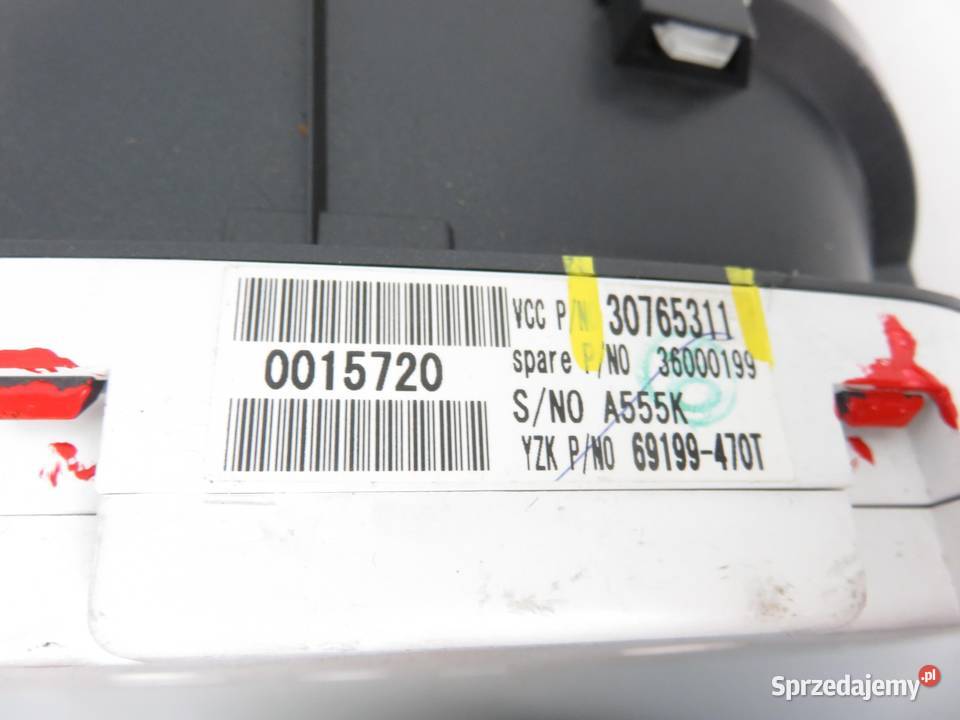 0015720
VCC P/N 30765311
spare P/NO 36000199
S/NO A555K
YZK P/NO 69199-470T
Sprzedajemy.pl